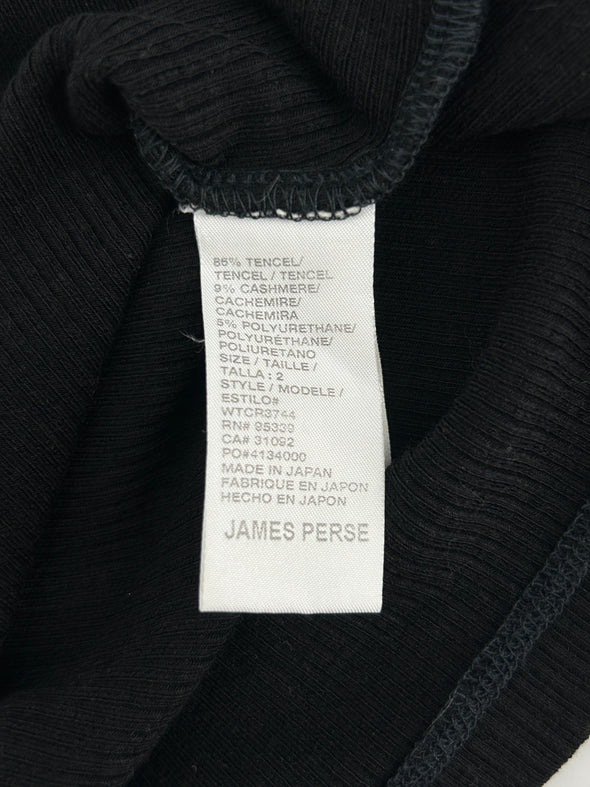 86% TENCEL/
TENCEL / TENCEL
9% CASHMERE/
CACHEMIRE/
CACHEMIRA
5% POLYURETHANE/
POLYURÉTHANE/
POLIURETANO
SIZE / TAILLE /
TALLA : 2
STYLE / MODELE /
ESTILO#
WTCR3744
RN# 95339
CA# 31092
PO#4134000
MADE IN JAPAN
FABRIQUE EN JAPON
HECHO EN JAPON
JAMES PERSE